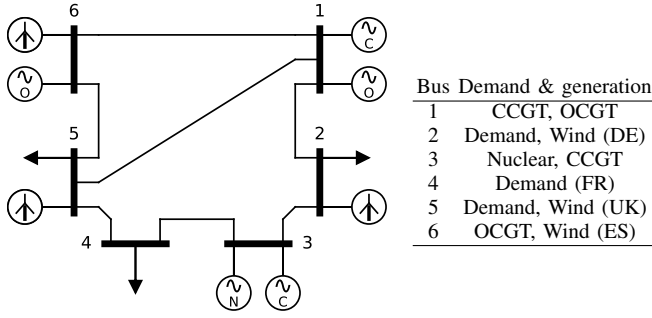 6
1
C
O
O
5
2
4
3
N
C
Bus Demand & generation
1 CCGT, OCGT
2 Demand, Wind (DE)
3 Nuclear, CCGT
4 Demand (FR)
5 Demand, Wind (UK)
6 OCGT, Wind (ES)